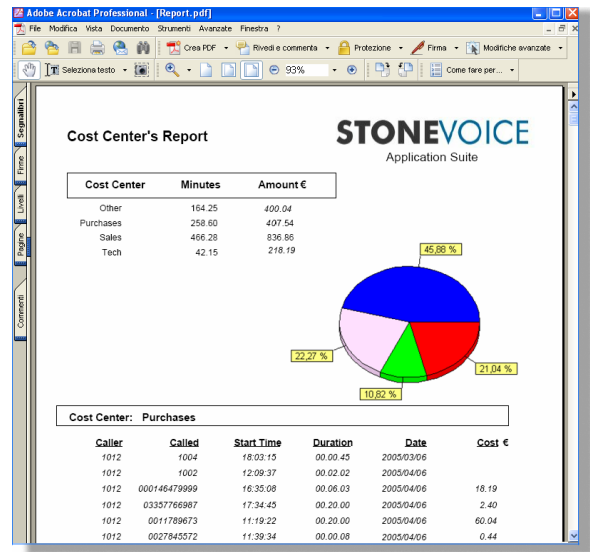 Adobe Acrobat Professional - [Report.pdf]
File Modifica Vista Documento Strumenti Avanzate Finestra ?
Crea PDF Rivedi e commenta Protezione Firma Modifiche avanzate
Seleziona testo 93% Come fare per...
Segnalibri
Firme
Livelli
Pagine
Commenti
Cost Center's Report
STONEVOICE
Application Suite
Cost Center Minutes Amount €
Other 164.25 400.04
Purchases 258.60 407.54
Sales 466.28 836.86
Tech 42.15 218.19
45,88 %
22,27 %
21,04 %
10,82 %
Cost Center: Purchases
Caller Called Start Time Duration Date Cost €
1012 1004 18:03:15 00.00.45 2005/03/06
1012 1002 12:09:37 00.02.02 2005/04/06
1012 000146479999 16:35:08 00.06.03 2005/04/06 18.19
1012 03357766987 17:34:45 00.20.00 2005/04/06 2.40
1012 0011789673 11:19:22 00.20.00 2005/04/06 60.04
1012 0027845572 11:39:34 00.00.08 2005/04/06 0.44